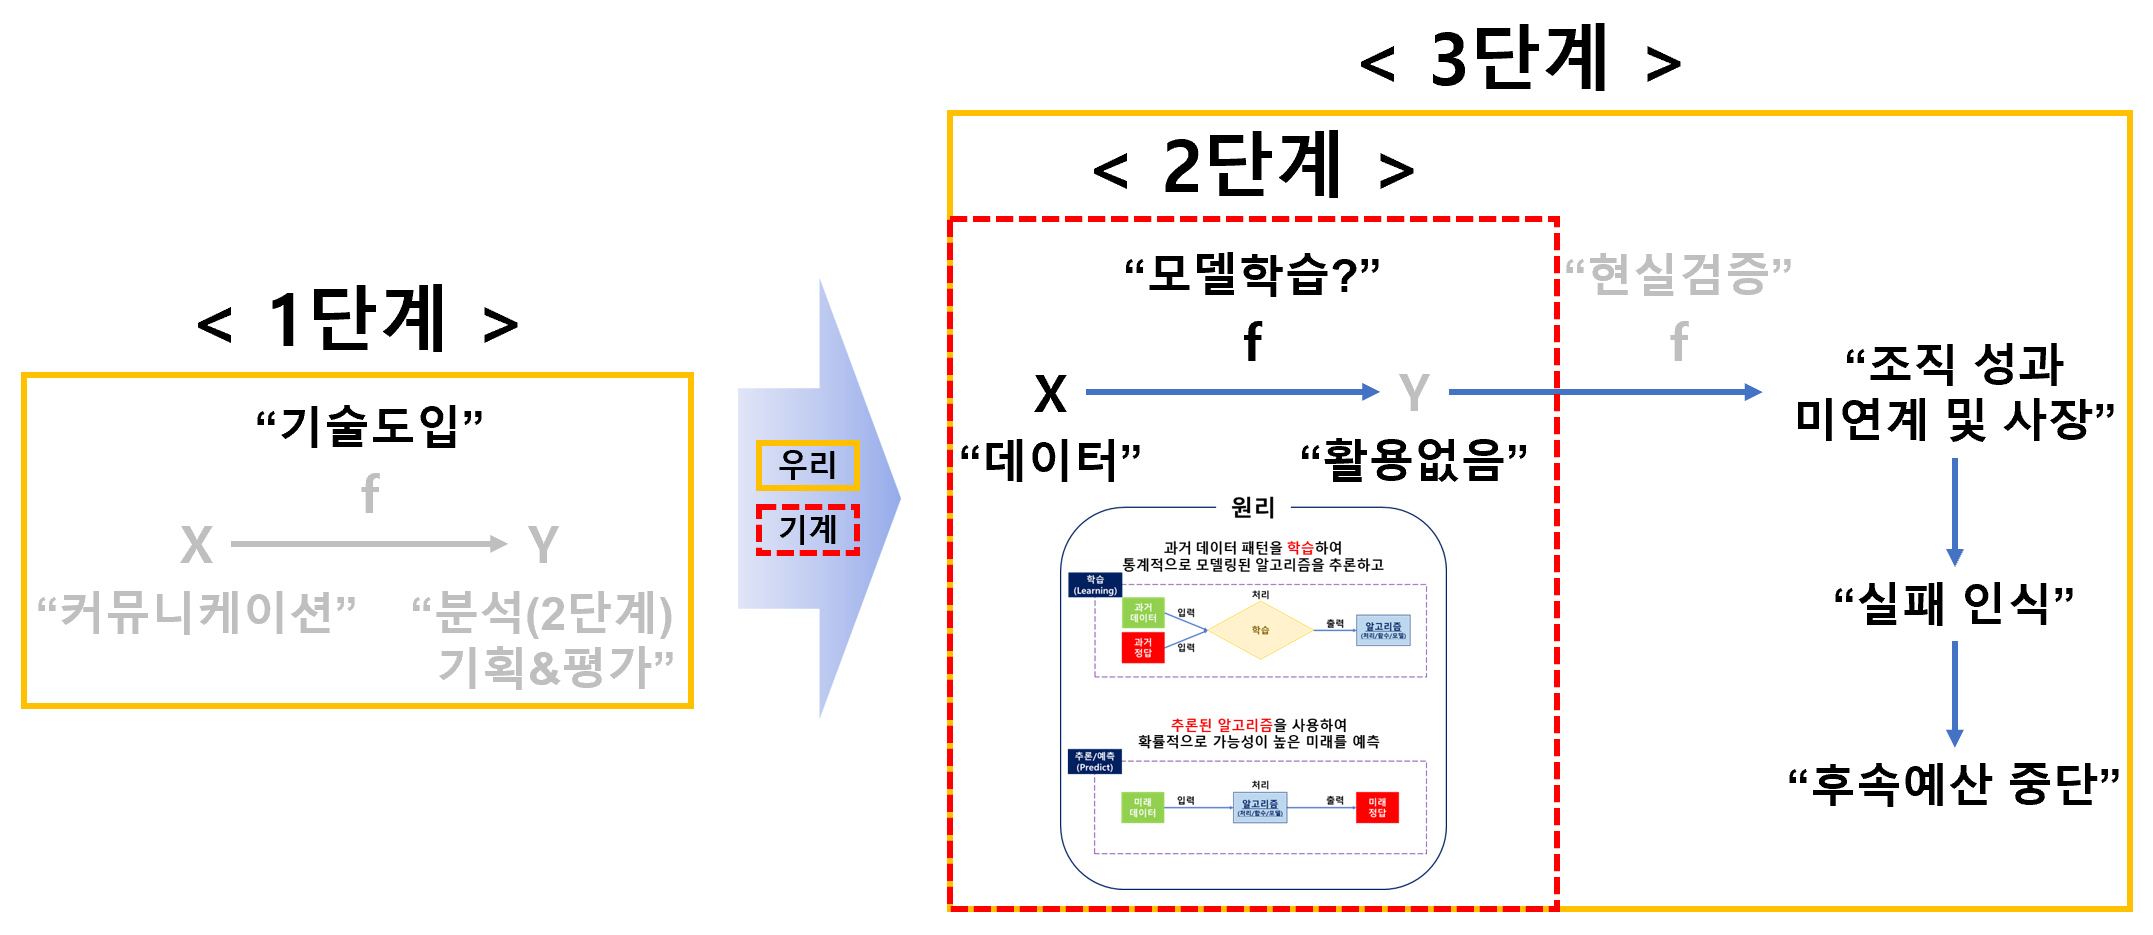 < 3단계 >
< 2단계 >
< 1단계 >
“기술도입”
f
X
Y
“커뮤니케이션”
“분석(2단계)
기획&평가”
우리
기계
“모델학습?”
f
X
Y
“데이터”
“활용없음”
“현실검증”
f
“조직 성과
미연계 및 사장”
“실패 인식”
“후속예산 중단”
원리
과거 데이터 패턴을 학습하여
통계적으로 모델링된 알고리즘을 추론하고
학습
(Learning)
과거
데이터
입력
과거
정답
입력
처리
학습
출력
알고리즘
(처리/함수/모델)
추론된 알고리즘을 사용하여
확률적으로 가능성이 높은 미래를 예측
추론/예측
(Predict)
미래
데이터
입력
처리
알고리즘
(처리/함수/모델)
출력
미래
정답